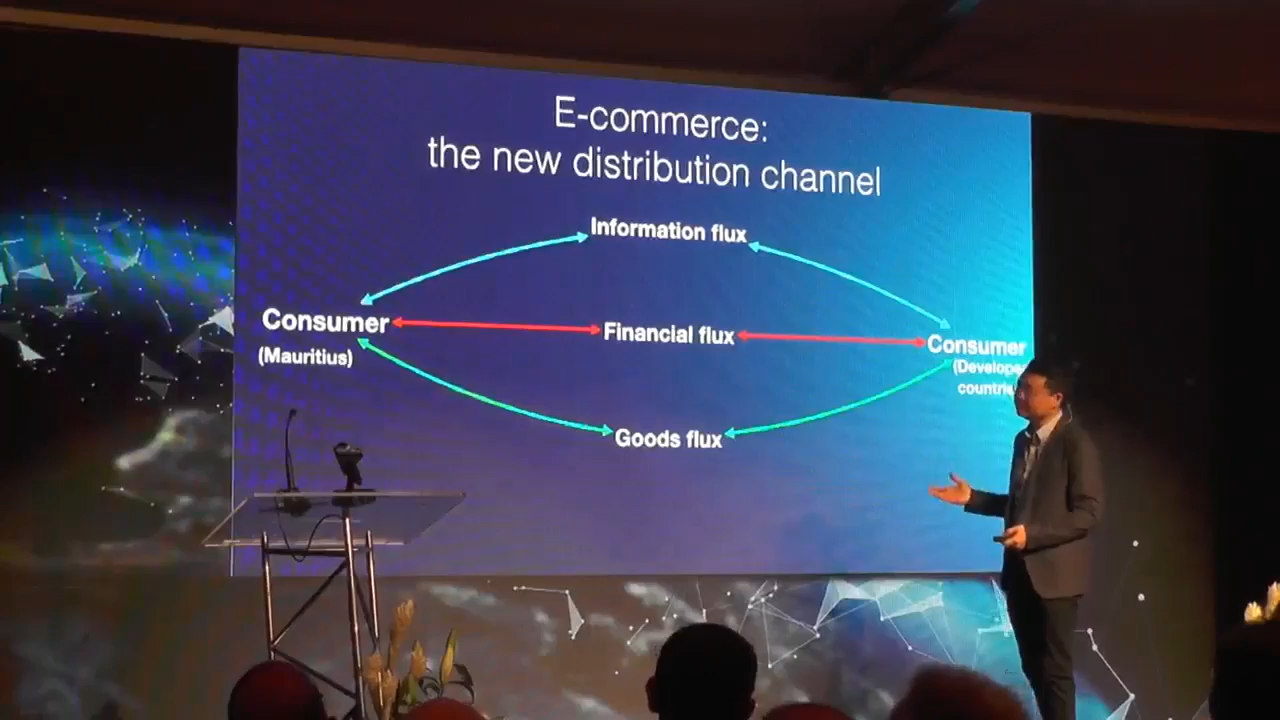 E-commerce:
the new distribution channel
Information flux
Consumer
(Mauritius)
Financial flux
Consumer
Goods flux